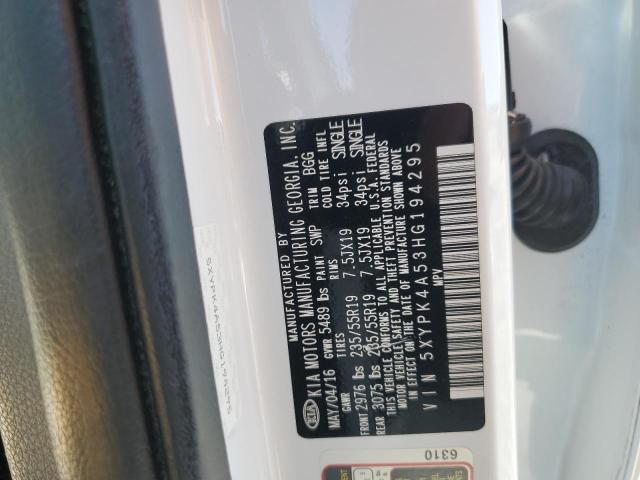 MANUFACTURED BY
KIA KIA MOTORS MANUFACTURING GEORGIA, INC.
MAY/04/16 GVWR 5489 lbs PAINT SWP TRIM BGG
GAWR TIRES RIMS COLD TIRE INFL
FRONT 2976 lbs 235/55R19 7.5JX19 34psi SINGLE
REAR 3075 lbs 235/55R19 7.5JX19 34psi SINGLE
THIS VEHICLE CONFORMS TO ALL APPLICABLE U.S.A. FEDERAL
MOTOR VEHICLE SAFETY AND THEFT PREVENTION STANDARDS
IN EFFECT ON THE DATE OF MANUFACTURE SHOWN ABOVE
VIN 5XYPK4A53HG194295
MPV
5XYPK4A53HG194295
6310